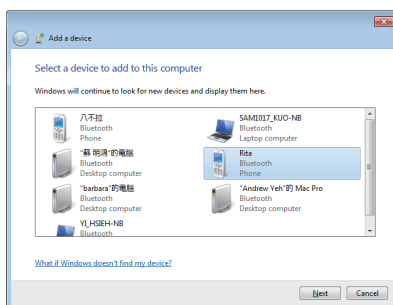 Add a device
Select a device to add to this computer
Windows will continue to look for new devices and display them here.
八不拉
Bluetooth
Phone
SAM1017_KUO-NB
Bluetooth
Laptop computer
"蘇 明鴻"的電腦
Bluetooth
Desktop computer
Rita
Bluetooth
Phone
"barbara"的電腦
Bluetooth
Desktop computer
"Andrew Yeh"的 Mac Pro
Bluetooth
Desktop computer
YI_HSIEH-NB
Bluetooth
What if Windows doesn't find my device?
Next
Cancel